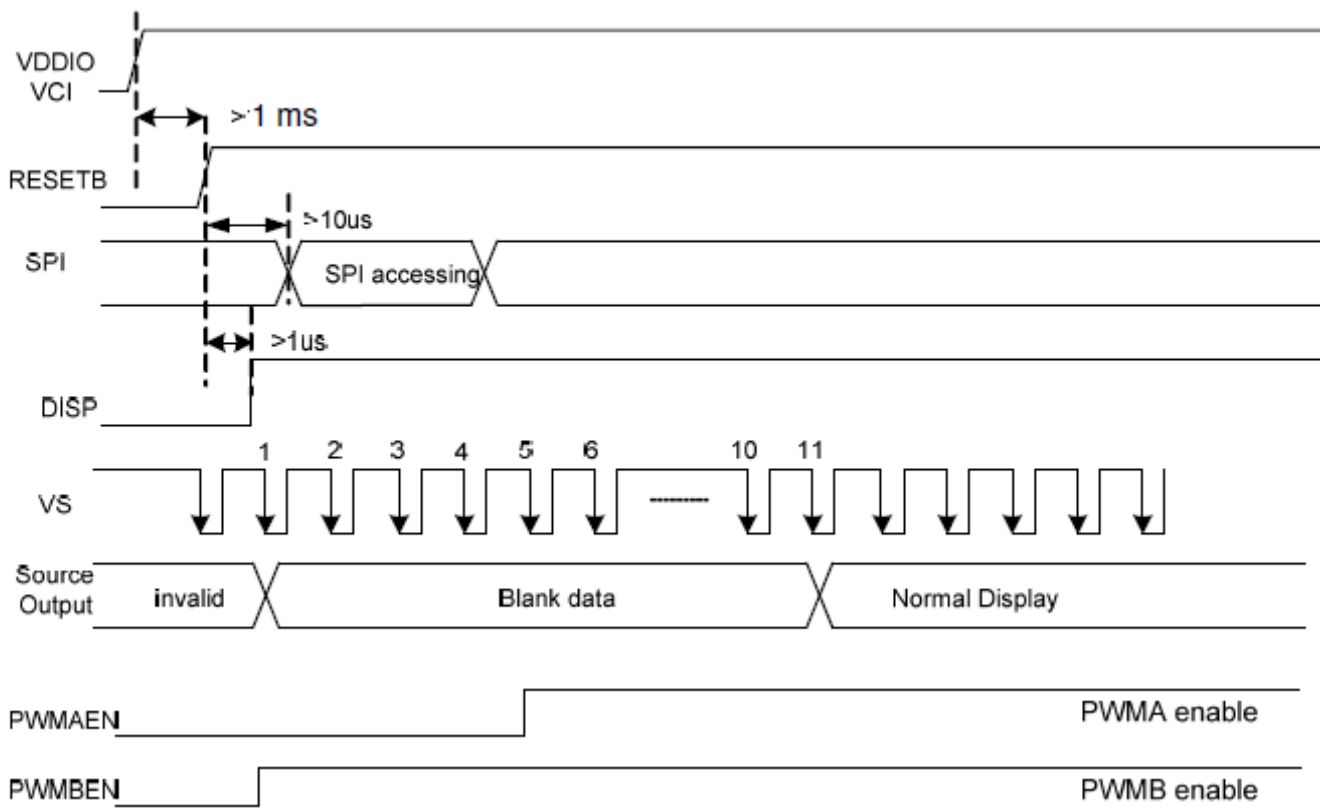 VDDIO
VCI
> 1 ms
RESETB
>10us
SPI
SPI accessing
>1us
DISP
1 2 3 4 5 6 10 11
VS
Source
Output
invalid Blank data Normal Display
PWMAEN PWMA enable
PWMBEN PWMB enable